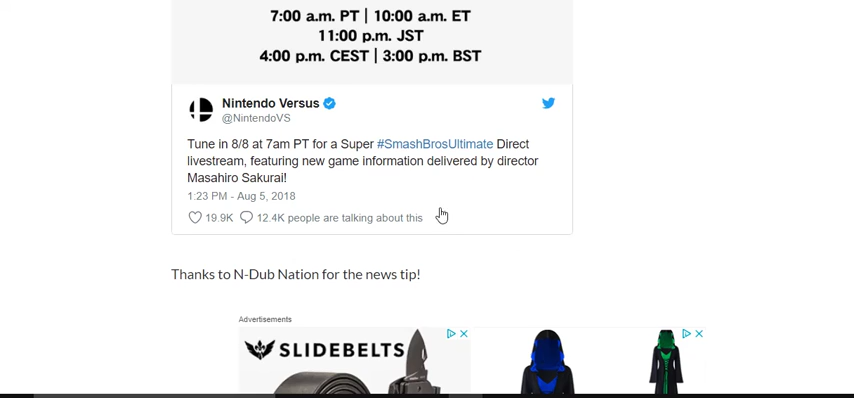 7:00 a.m. PT | 10:00 a.m. ET
11:00 p.m. JST
4:00 p.m. CEST | 3:00 p.m. BST
Nintendo Versus
@NintendoVS
Tune in 8/8 at 7am PT for a Super #SmashBrosUltimate Direct
livestream, featuring new game information delivered by director
Masahiro Sakurai!
1:23 PM - Aug 5, 2018
19.9K 12.4K people are talking about this
Thanks to N-Dub Nation for the news tip!
Advertisements
SLIDEBELTS